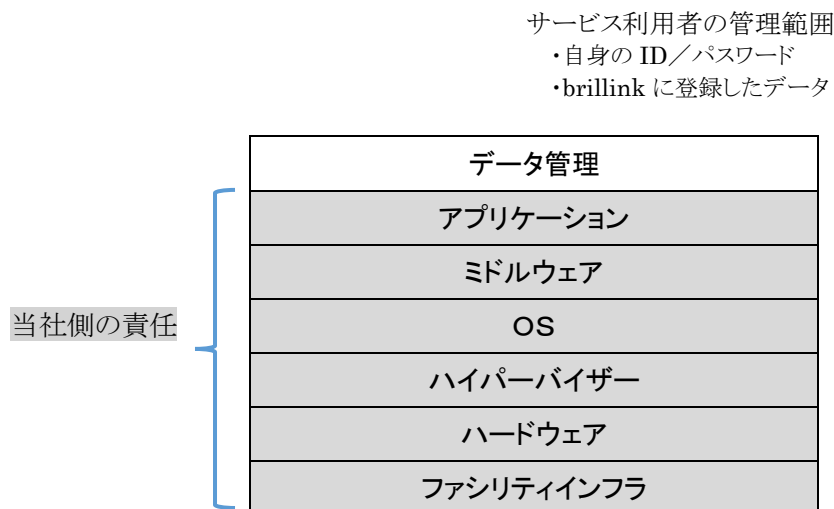 サービス利用者の管理範囲
・自身の ID／パスワード
・brillink に登録したデータ
データ管理
アプリケーション
ミドルウェア
当社側の責任
OS
ハイパーバイザー
ハードウェア
ファシリティインフラ